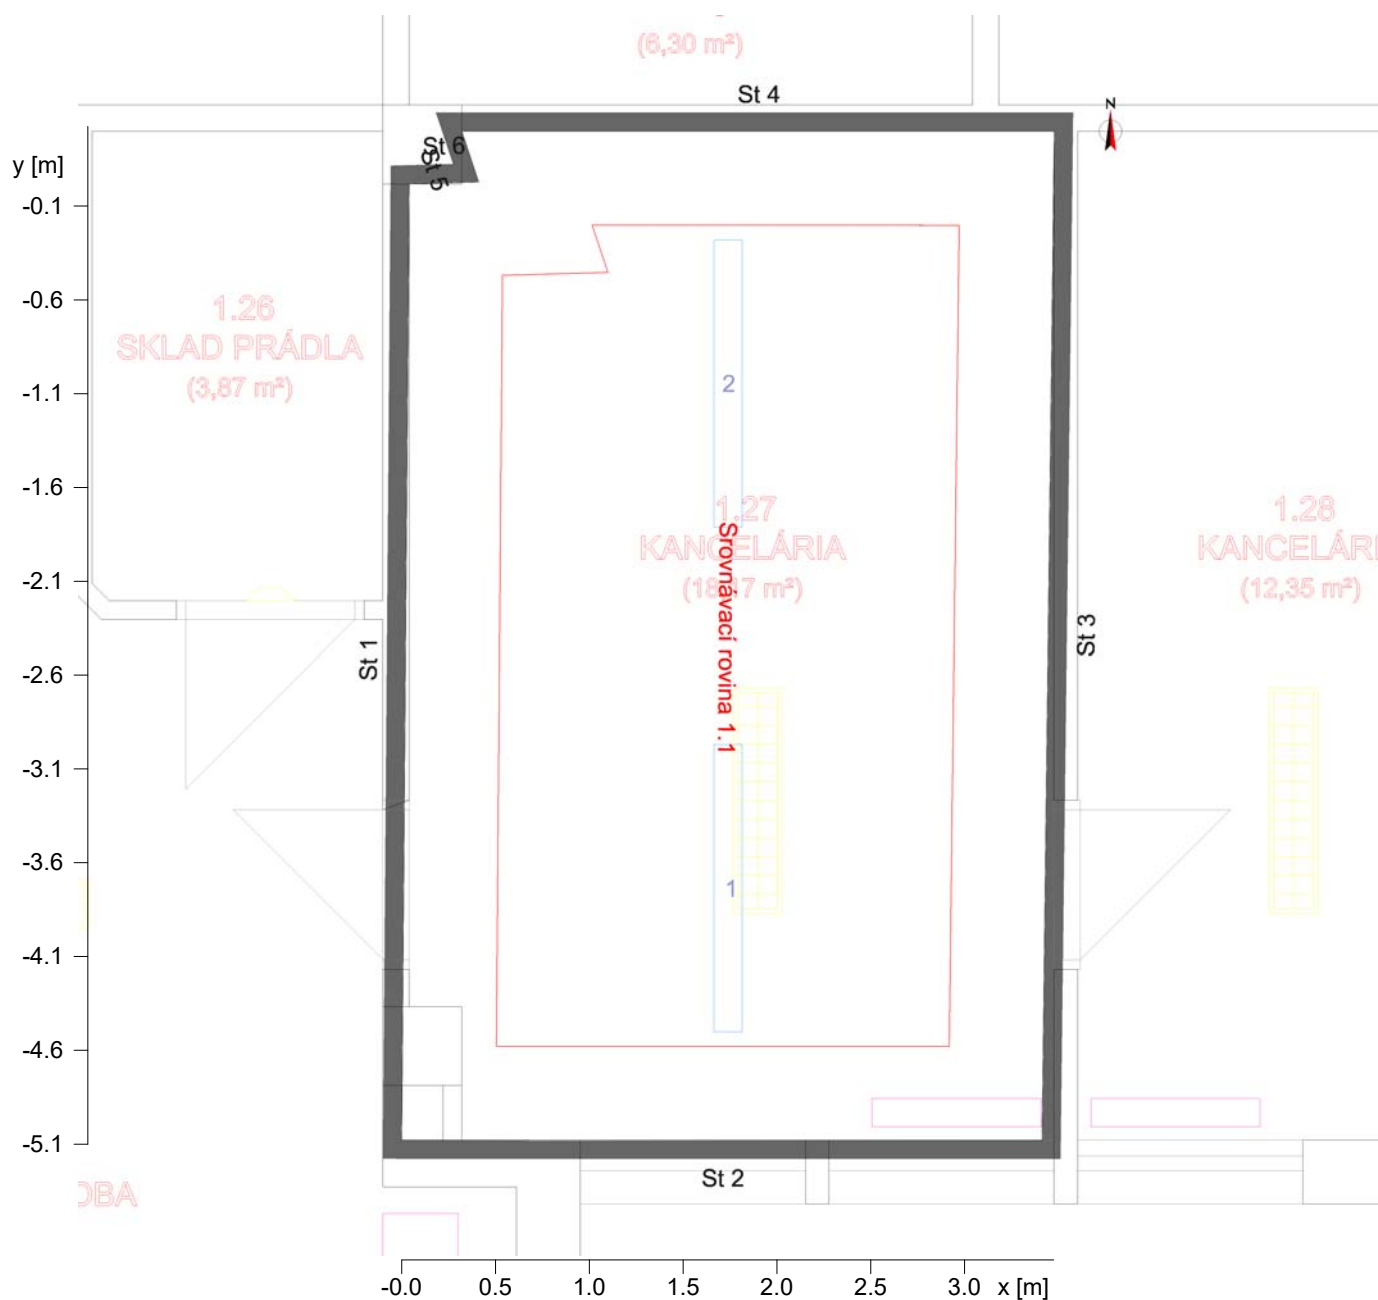 (6,30 m²)
St 4
z
St 6
St 5
y [m]
-0.1
-0.6
-1.1
-1.6
-2.1
-2.6
-3.1
-3.6
-4.1
-4.6
-5.1
1.26
SKLAD PRÁDLA
(3,87 m²)
2
1.27
KANCELÁRIA
m²)
Srovnávací rovina 1.1
1.28
KANCELÁRI
(12,35 m²)
St 1
St 3
1
St 2
OBA
-0.0 0.5 1.0 1.5 2.0 2.5 3.0 x [m]